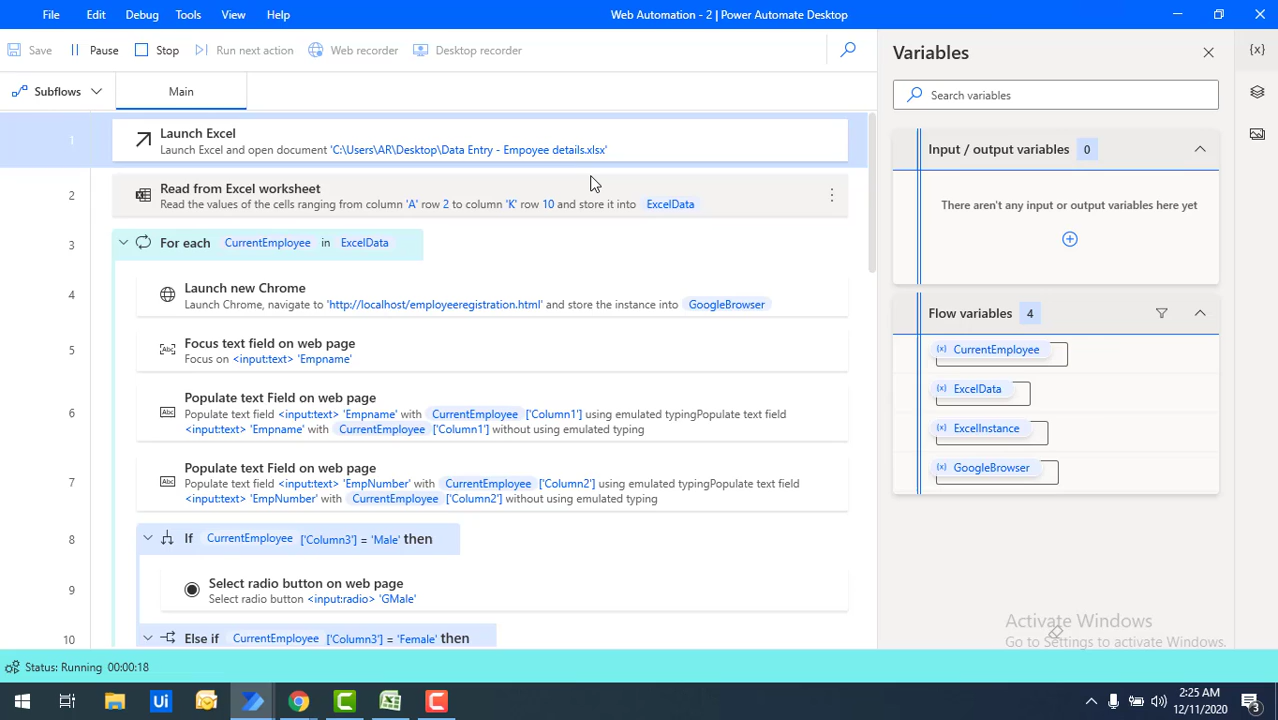 File Edit Debug Tools View Help Web Automation - 2 | Power Automate Desktop
Save Pause Stop Run next action Web recorder Desktop recorder
Subflows Main
1 Launch Excel
Launch Excel and open document 'C:\Users\AR\Desktop\Data Entry - Empoyee details.xlsx'
2 Read from Excel worksheet
Read the values of the cells ranging from column 'A' row 2 to column 'K' row 10 and store it into ExcelData
3 For each CurrentEmployee in ExcelData
4 Launch new Chrome
Launch Chrome, navigate to 'http://localhost/employeeregistration.html' and store the instance into GoogleBrowser
5 Focus text field on web page
Focus on <input:text> 'Empname'
6 Populate text Field on web page
Populate text field <input:text> 'Empname' with CurrentEmployee ['Column1'] using emulated typingPopulate text field
<input:text> 'Empname' with CurrentEmployee ['Column1'] without using emulated typing
7 Populate text Field on web page
Populate text field <input:text> 'EmpNumber' with CurrentEmployee ['Column2'] using emulated typingPopulate text field
<input:text> 'EmpNumber' with CurrentEmployee ['Column2'] without using emulated typing
8 If CurrentEmployee ['Column3'] = 'Male' then
9 Select radio button on web page
Select radio button <input:radio> 'GMale'
10 Else if CurrentEmployee ['Column3'] = 'Female' then
Variables
Search variables
Input / output variables 0
There aren't any input or output variables here yet
Flow variables 4
(x) CurrentEmployee
(x) ExcelData
(x) ExcelInstance
(x) GoogleBrowser
{x}
Activate Windows
Go to Settings to activate Windows.
Status: Running 00:00:18
Ui
2:25 AM
12/11/2020
3